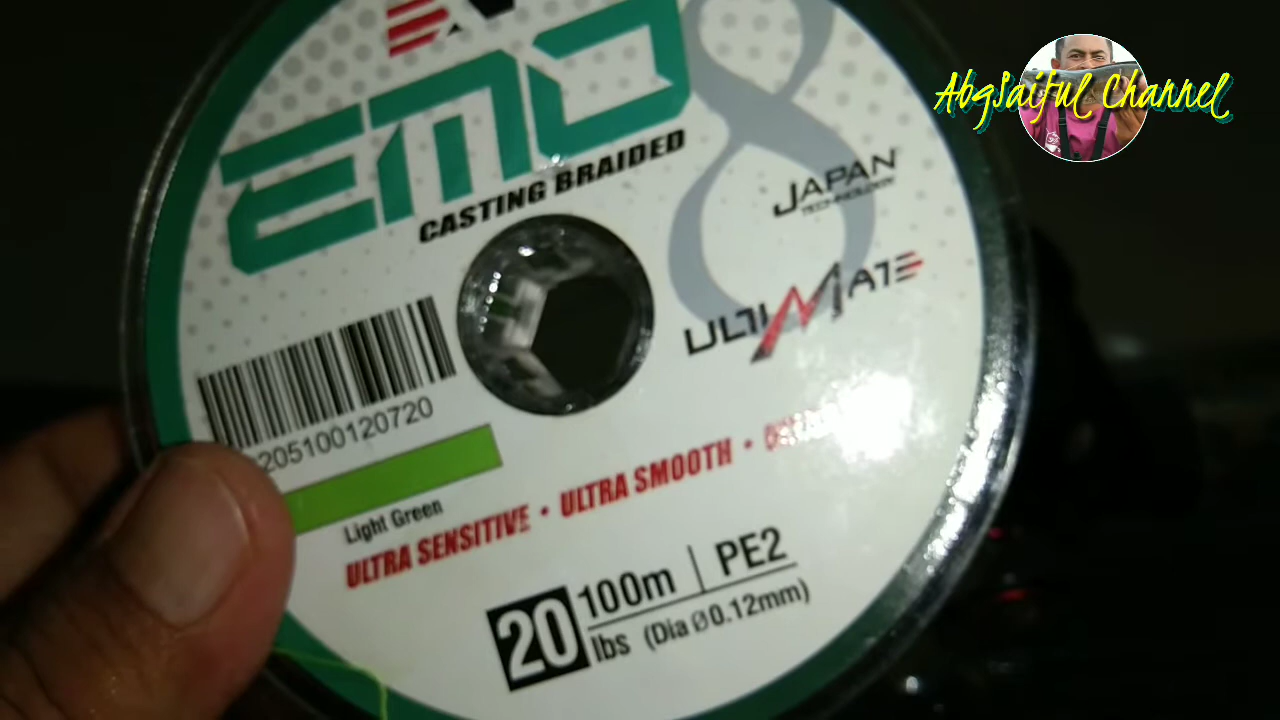 EMO 8
CASTING BRAIDED
JAPAN
TECHNOLOGY
ULTIMATE
205100120720
Light Green
ULTRA SENSITIVE • ULTRA SMOOTH •
20 lbs
100m | PE2
(Dia Ø0.12mm)
AbgSaiful Channel